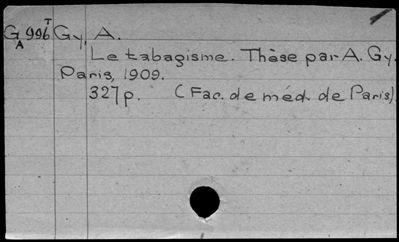 G 996 T Gy, A.
A
Le tabagisme. Thèse par A. Gy.
Paris, 1909.
327 p. (Fac. de méd. de Paris).